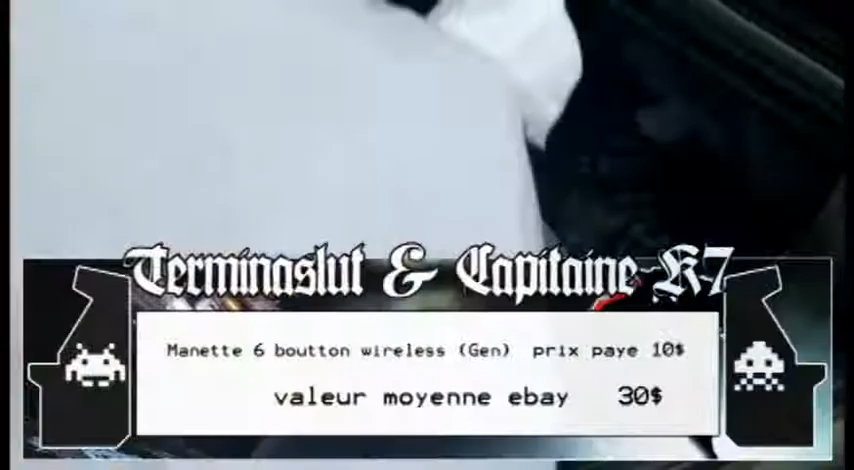 Terminaslut & Capitaine K7
Manette 6 boutton wireless (Gen) prix paye 10$
valeur moyenne ebay 30$